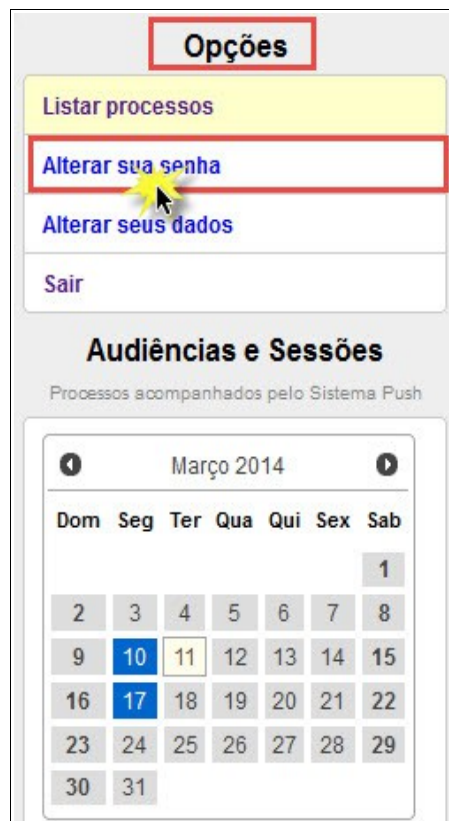 Opções
Listar processos
Alterar sua senha
Alterar seus dados
Sair
Audiências e Sessões
Processos acompanhados pelo Sistema Push
Março 2014
Dom Seg Ter Qua Qui Sex Sab
1
2 3 4 5 6 7 8
9 10 11 12 13 14 15
16 17 18 19 20 21 22
23 24 25 26 27 28 29
30 31